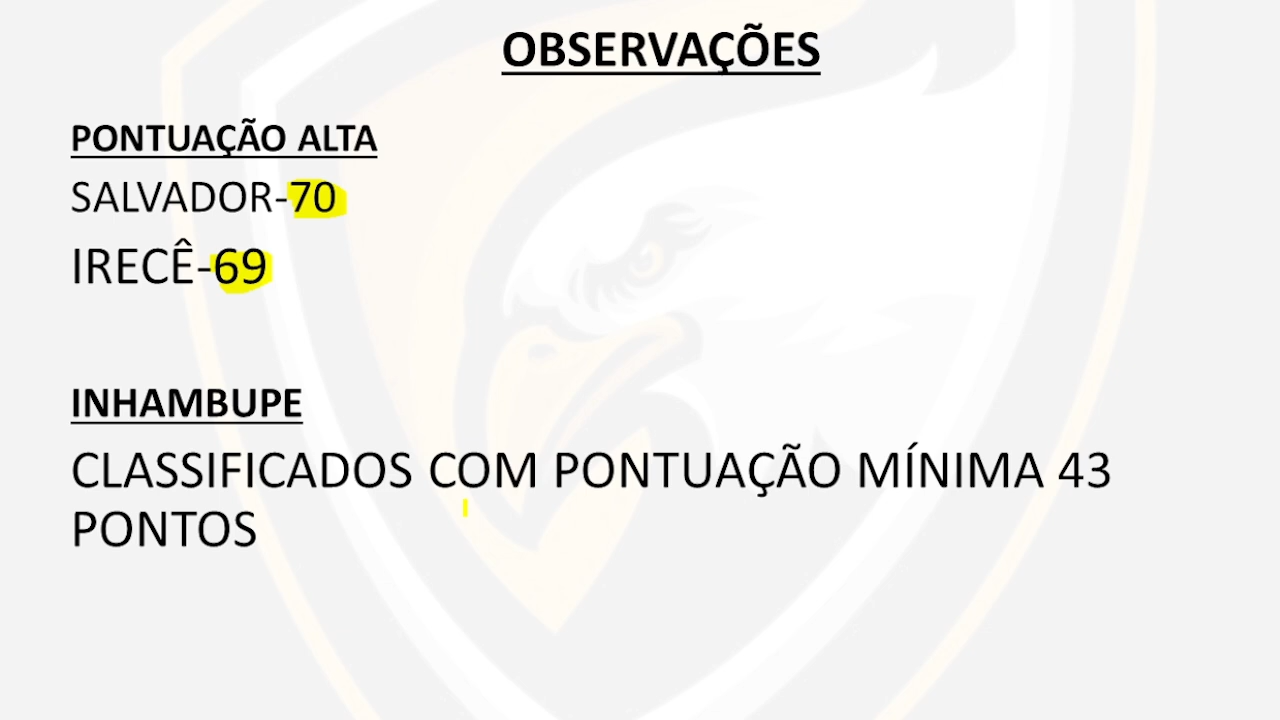 OBSERVAÇÕES
PONTUAÇÃO ALTA
SALVADOR-70
IRECÊ-69
INHAMBUPE
CLASSIFICADOS COM PONTUAÇÃO MÍNIMA 43
PONTOS